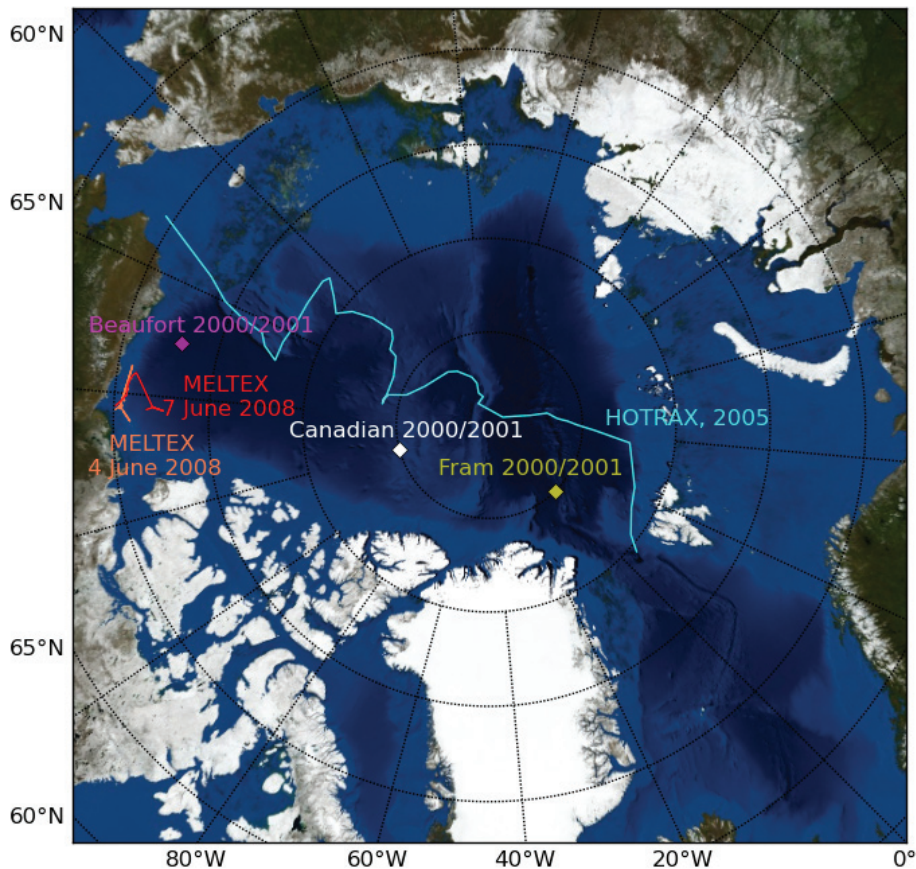 60°N
65°N
Beaufort 2000/2001
MELTEX
7 June 2008
HOTRAX, 2005
Canadian 2000/2001
MELTEX
4 June 2008
Fram 2000/2001
65°N
60°N
80°W 60°W 40°W 20°W 0°